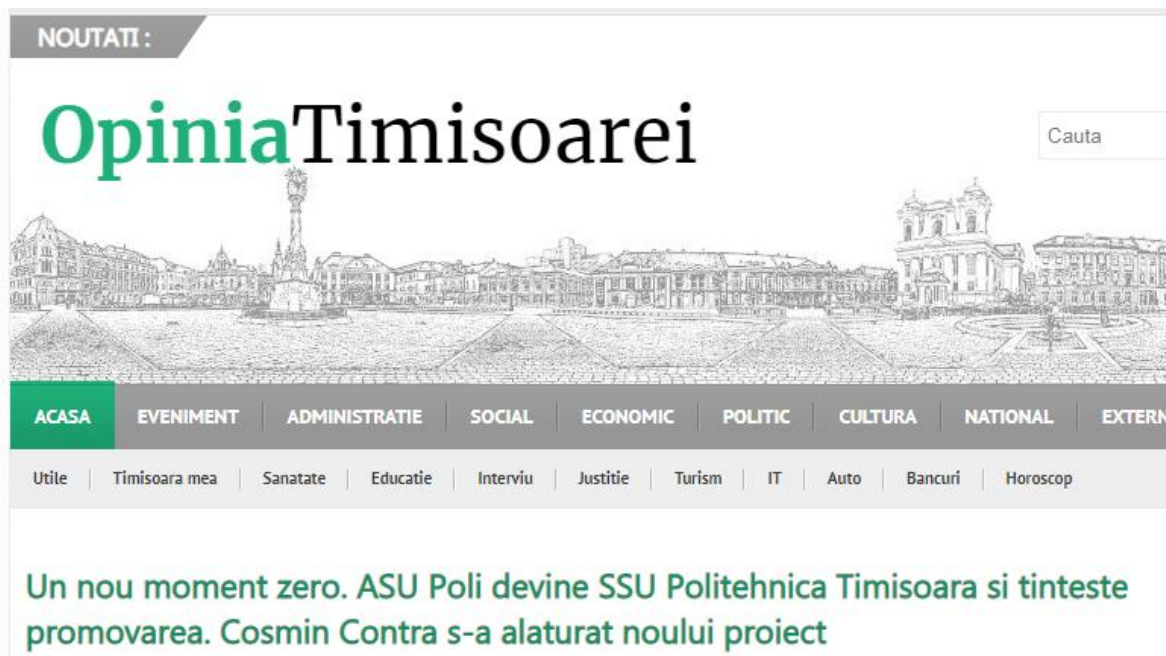 NOUTATI :
OpiniaTimisoarei
Cauta
ACASA EVENIMENT ADMINISTRATIE SOCIAL ECONOMIC POLITIC CULTURA NATIONAL EXTERN
Utile Timisoara mea Sanatate Educatie Interviu Justitie Turism IT Auto Bancuri Horoscop
Un nou moment zero. ASU Poli devine SSU Politehnica Timisoara si tinteste
promovarea. Cosmin Contra s-a alaturat noului proiect